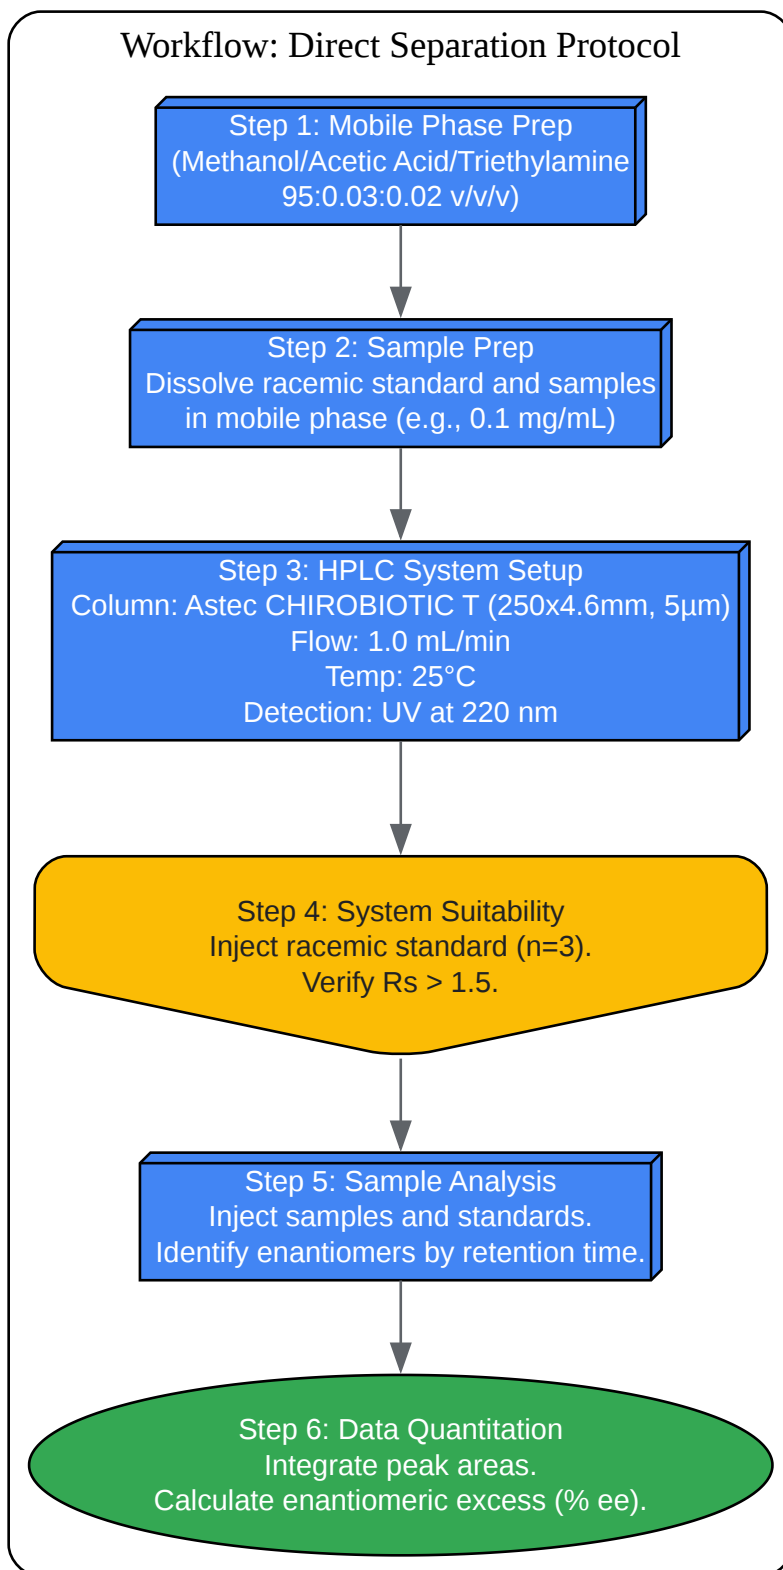 Workflow: Direct Separation Protocol
Step 1: Mobile Phase Prep
(Methanol/Acetic Acid/Triethylamine
95:0.03:0.02 v/v/v)
Step 2: Sample Prep
Dissolve racemic standard and samples
in mobile phase (e.g., 0.1 mg/mL)
Step 3: HPLC System Setup
Column: Astec CHIROBIOTIC T (250x4.6mm, 5µm)
Flow: 1.0 mL/min
Temp: 25°C
Detection: UV at 220 nm
Step 4: System Suitability
Inject racemic standard (n=3).
Verify Rs > 1.5.
Step 5: Sample Analysis
Inject samples and standards.
Identify enantiomers by retention time.
Step 6: Data Quantitation
Integrate peak areas.
Calculate enantiomeric excess (% ee).